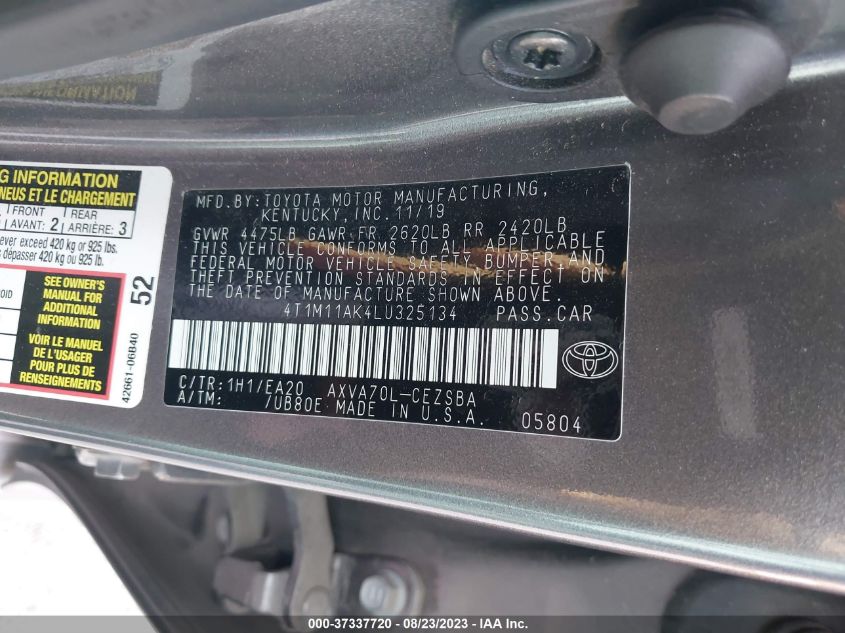 G INFORMATION
PNEUS ET LE CHARGEMENT
FRONT
AVANT: 2
REAR
ARRIÈRE: 3
ever exceed 420 kg or 925 lbs.
dépasser 420 kg ou 925 lb.
SEE OWNER'S
MANUAL FOR
ADDITIONAL
INFORMATION
VOIR LE
MANUEL DE
L'USAGER
POUR PLUS DE
RENSEIGNEMENTS
52
42661-06B40
MFD. BY: TOYOTA MOTOR MANUFACTURING,
KENTUCKY, INC. 11/19
GVWR 4475LB GAWR FR 2620LB RR 2420LB
THIS VEHICLE CONFORMS TO ALL APPLICABLE
FEDERAL MOTOR VEHICLE SAFETY, BUMPER, AND
THEFT PREVENTION STANDARDS IN EFFECT ON
THE DATE OF MANUFACTURE SHOWN ABOVE.
4T1M11AK4LU325134 PASS.CAR
C/TR:1H1/EA20 AXVA70L-CEZSBA
A/TM: /UB80E MADE IN U.S.A. 05804
000-37337720 - 08/23/2023 - IAA Inc.